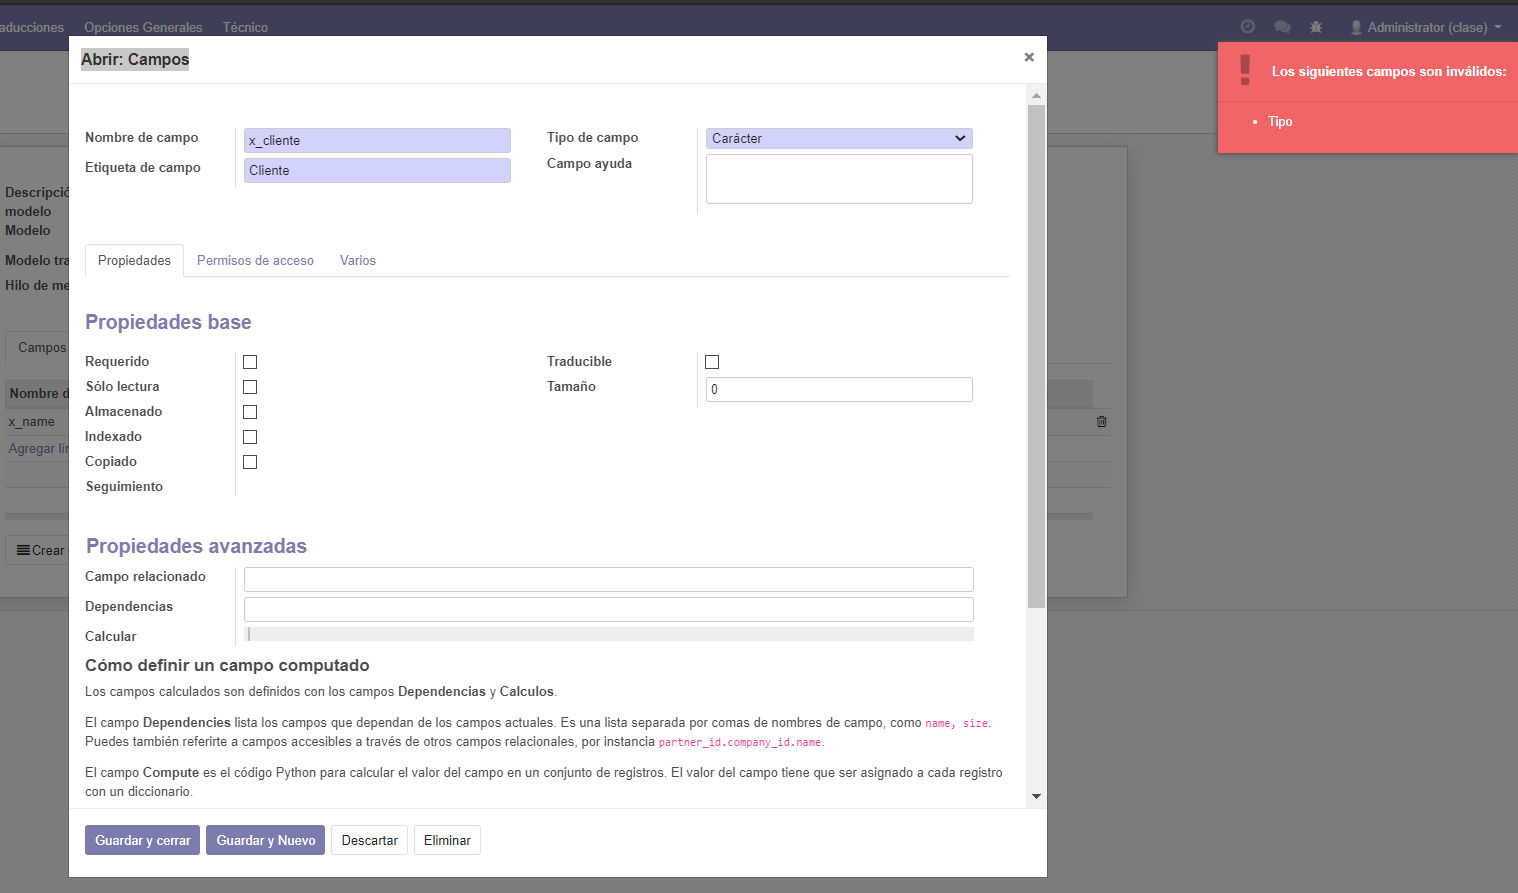 aducciones Opciones Generales Técnico Administrator (clase)
Abrir: Campos ×
Los siguientes campos son inválidos:
• Tipo
Nombre de campo x_cliente Tipo de campo Carácter
Etiqueta de campo Cliente Campo ayuda
Descripció
modelo
Modelo
Modelo tra
Hilo de me
Propiedades Permisos de acceso Varios
Propiedades base
Campos
Requerido Traducible
Sólo lectura Tamaño 0
Nombre d
Almacenado
x_name
Indexado
Agregar lín
Copiado
Seguimiento
Propiedades avanzadas
Crear
Campo relacionado
Dependencias
Calcular
Cómo definir un campo computado
Los campos calculados son definidos con los campos Dependencias y Calculos.
El campo Dependencies lista los campos que dependan de los campos actuales. Es una lista separada por comas de nombres de campo, como name, size.
Puedes también referirte a campos accesibles a través de otros campos relacionales, por instancia partner_id.company_id.name.
El campo Compute es el código Python para calcular el valor del campo en un conjunto de registros. El valor del campo tiene que ser asignado a cada registro
con un diccionario.
Guardar y cerrar Guardar y Nuevo Descartar Eliminar